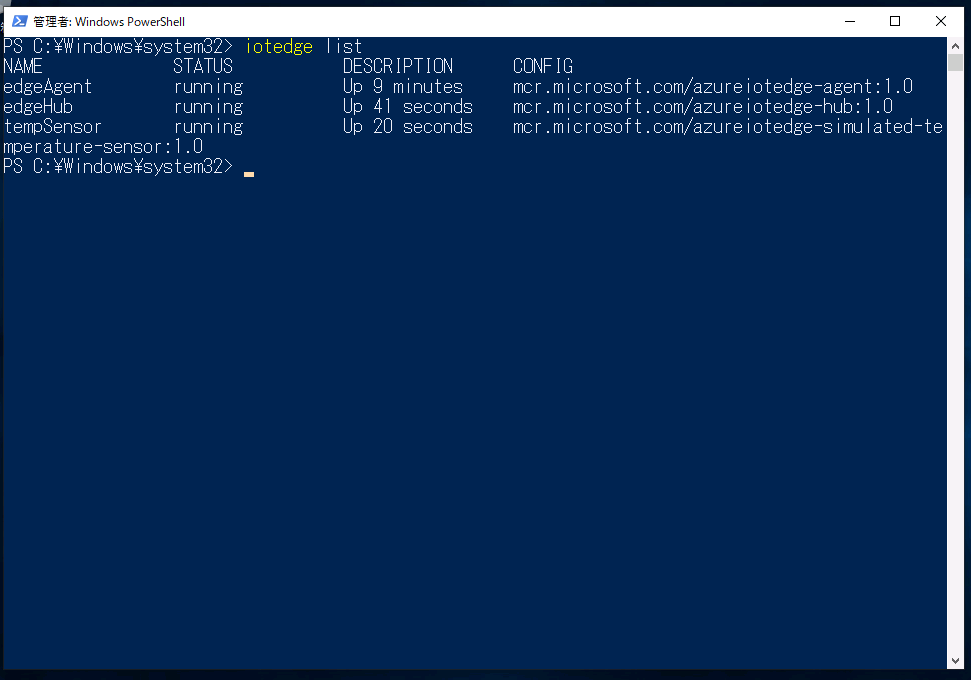 管理者: Windows PowerShell
PS C:¥Windows¥system32> iotedge list
NAME STATUS DESCRIPTION CONFIG
edgeAgent running Up 9 minutes mcr.microsoft.com/azureiotedge-agent:1.0
edgeHub running Up 41 seconds mcr.microsoft.com/azureiotedge-hub:1.0
tempSensor running Up 20 seconds mcr.microsoft.com/azureiotedge-simulated-te
mperature-sensor:1.0
PS C:¥Windows¥system32>